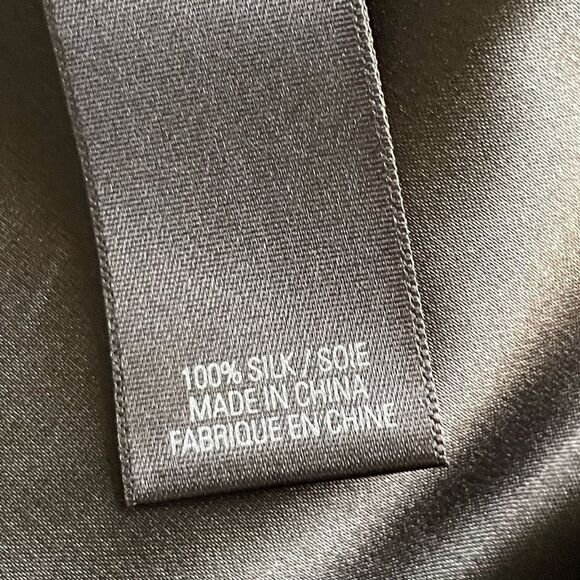 100% SILK / SOIE
MADE IN CHINA
FABRIQUE EN CHINE